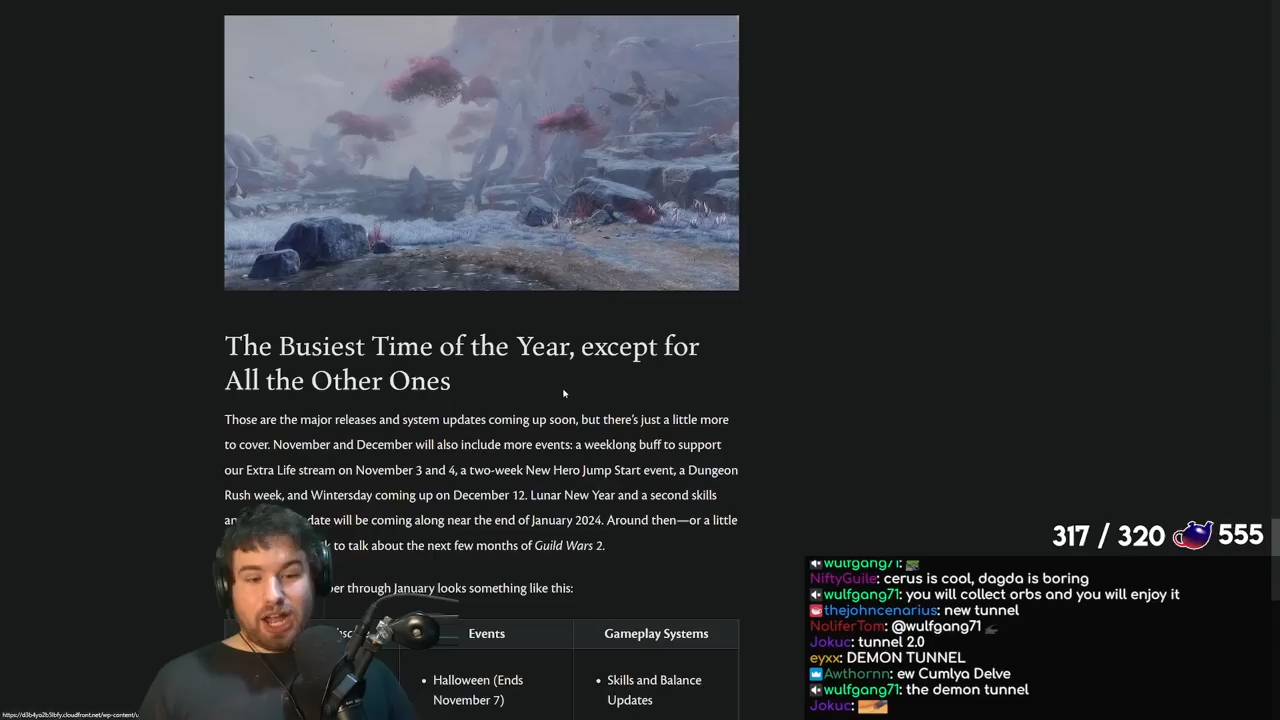 The Busiest Time of the Year, except for
All the Other Ones
Those are the major releases and system updates coming up soon, but there's just a little more
to cover. November and December will also include more events: a weeklong buff to support
our Extra Life stream on November 3 and 4, a two-week New Hero Jump Start event, a Dungeon
Rush week, and Wintersday coming up on December 12. Lunar New Year and a second skills
will be coming along near the end of January 2024. Around then—or a little
to talk about the next few months of Guild Wars 2.
through January looks something like this:
Events
Gameplay Systems
• Halloween (Ends
November 7)
• Skills and Balance
Updates
317 / 320 555
wulfgang71:
NiftyGuile: cerus is cool, dagda is boring
wulfgang71: you will collect orbs and you will enjoy it
thejohncenarius: new tunnel
NoliferTom: @wulfgang71
Jokuc: tunnel 2.0
eyxx: DEMON TUNNEL
Awthornn: ew Cumlya Delve
wulfgang71: the demon tunnel
Jokuc: